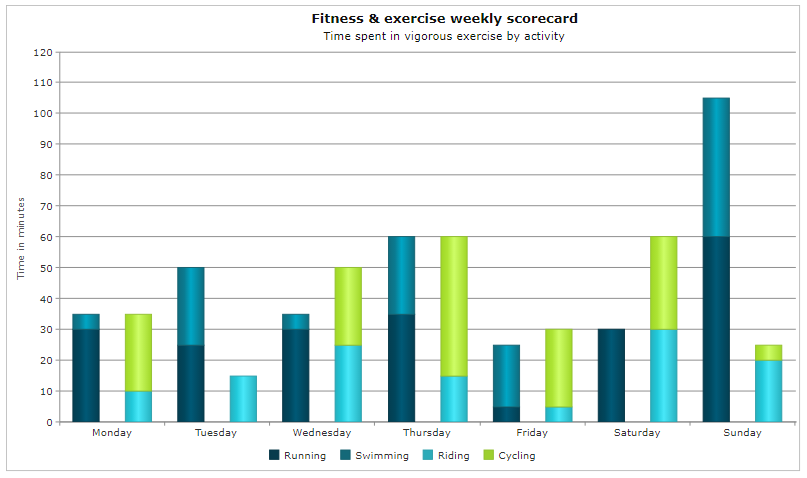 Fitness & exercise weekly scorecard
Time spent in vigorous exercise by activity
Time in minutes
120
110
100
90
80
70
60
50
40
30
20
10
0
Monday Tuesday Wednesday Thursday Friday Saturday Sunday
Running Swimming Riding Cycling